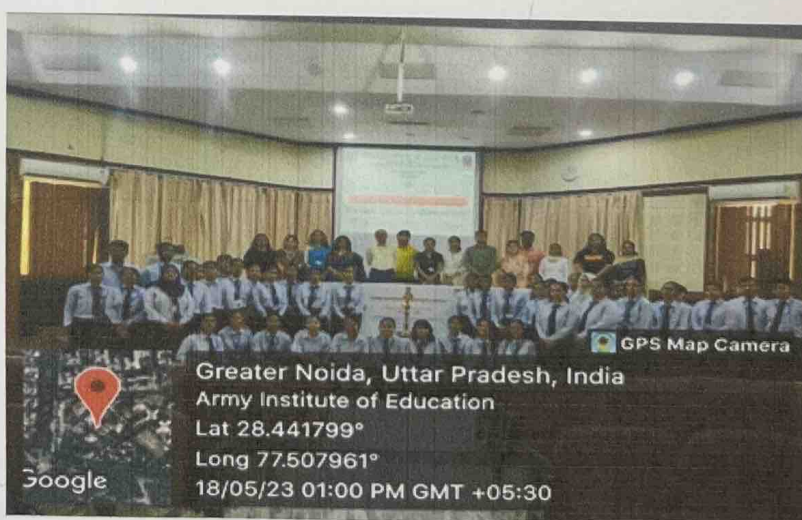 GPS Map Camera
Greater Noida, Uttar Pradesh, India
Army Institute of Education
Lat 28.441799°
Long 77.507961°
18/05/23 01:00 PM GMT +05:30
Google